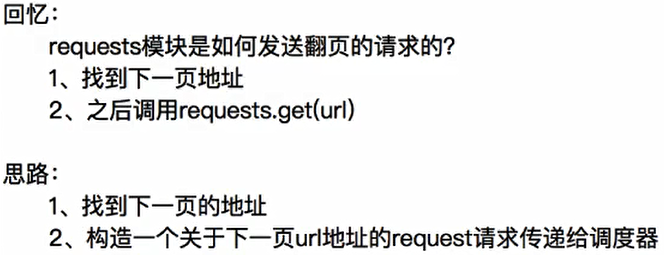 回忆：
requests模块是如何发送翻页的请求的？
1、找到下一页地址
2、之后调用requests.get(url)
思路：
1、找到下一页的地址
2、构造一个关于下一页url地址的request请求传递给调度器